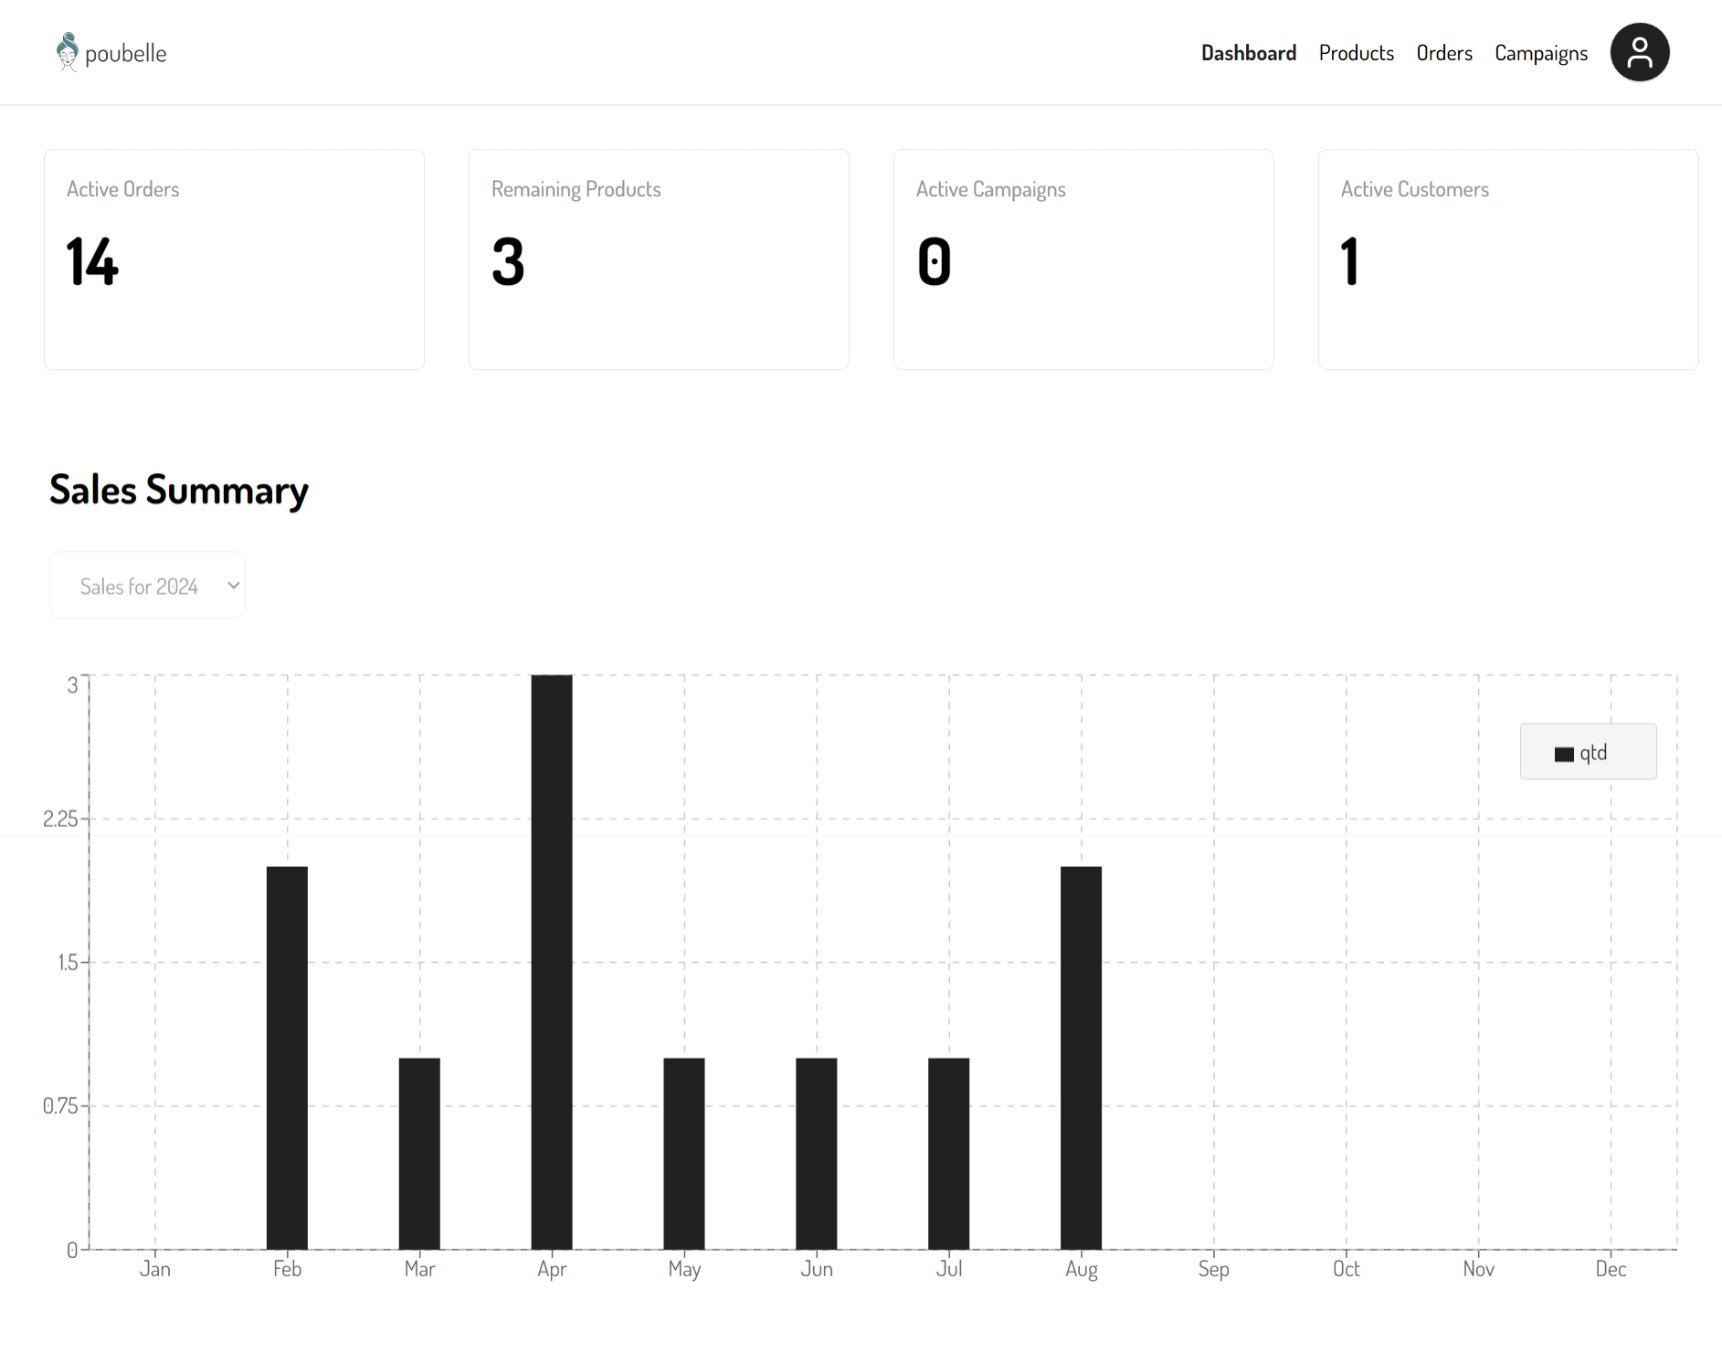 poubelle
Dashboard Products Orders Campaigns
Active Orders
14
Remaining Products
3
Active Campaigns
0
Active Customers
1
Sales Summary
Sales for 2024
3
2.25
1.5
0.75
0
qtd
Jan Feb Mar Apr May Jun Jul Aug Sep Oct Nov Dec